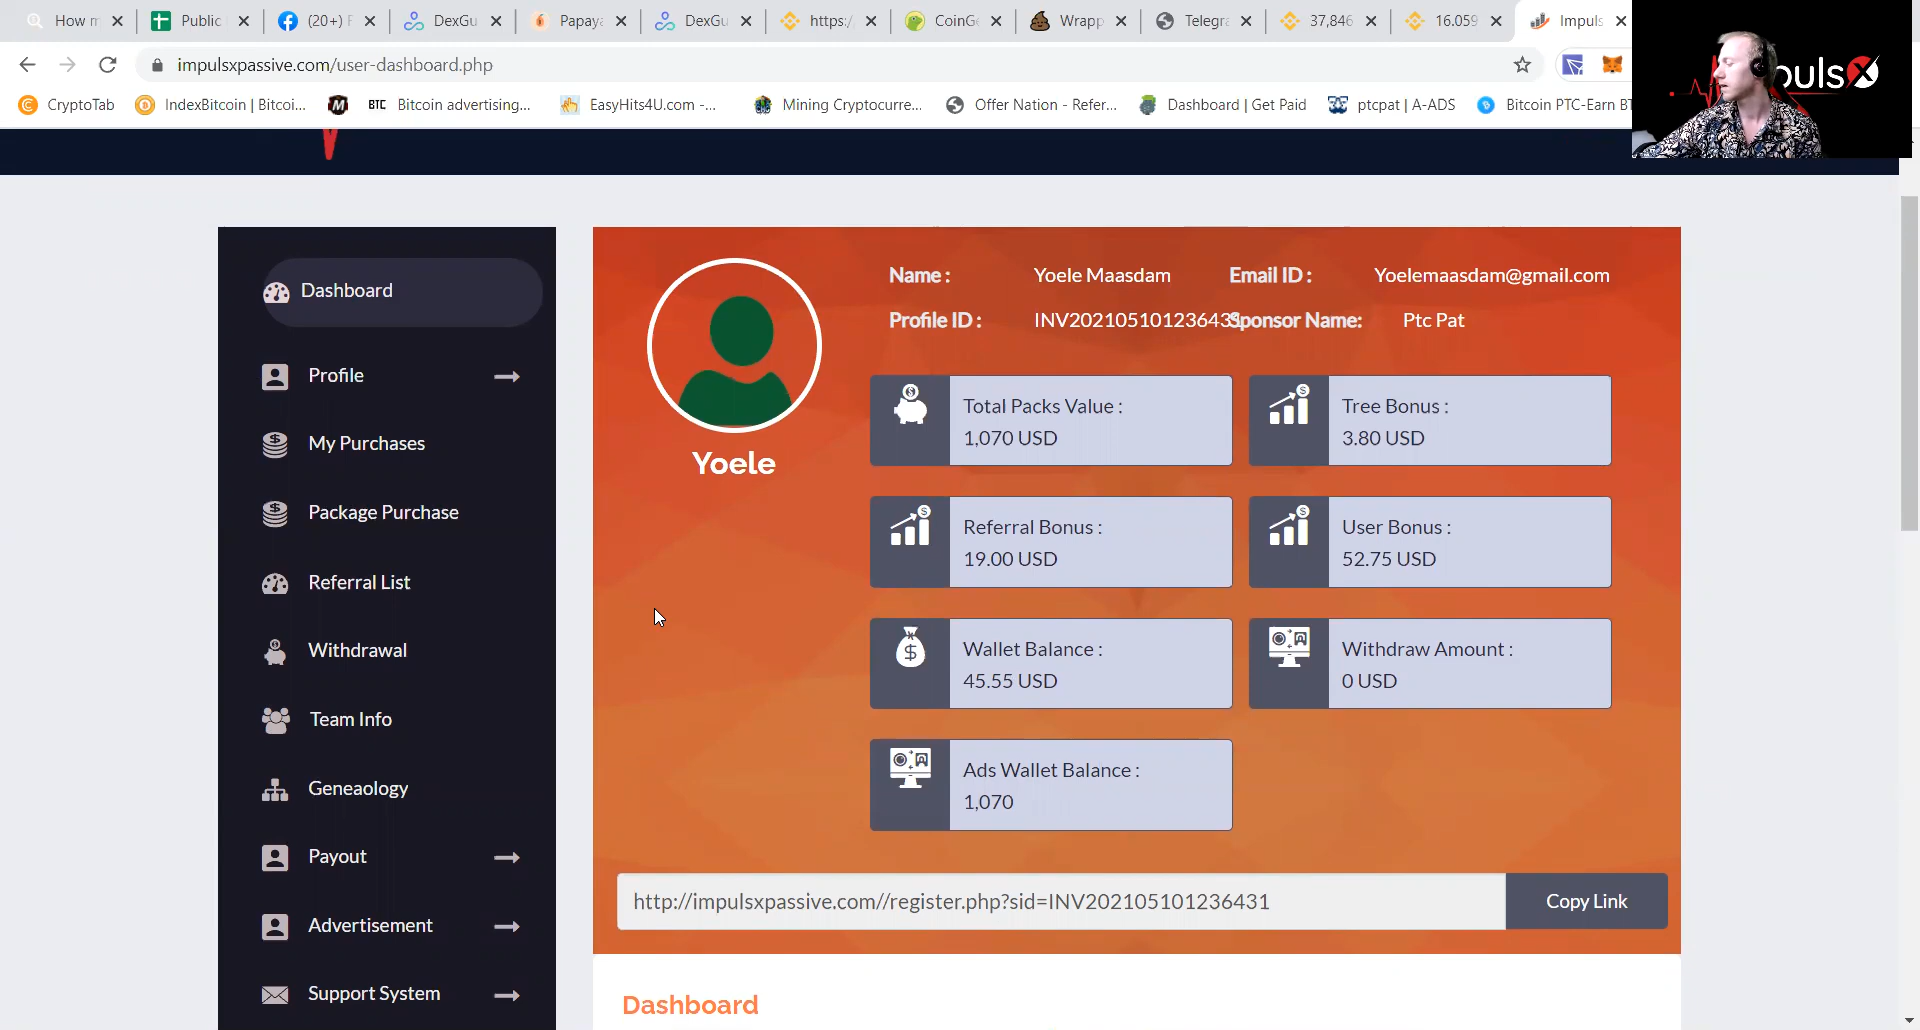 How m
Public
(20+) F
DexGu
Papaya
DexGu
https:/
CoinGe
Wrapp
Telegra
37,846
16.059
Impuls
impulsxpassive.com/user-dashboard.php
CryptoTab
IndexBitcoin | Bitcoi...
BTC Bitcoin advertising...
EasyHits4U.com -...
Mining Cryptocurre...
Offer Nation - Refer...
Dashboard | Get Paid
ptcpat | A-ADS
Bitcoin PTC-Earn BT
pulsX
Dashboard
Profile
My Purchases
Package Purchase
Referral List
Withdrawal
Team Info
Geneaology
Payout
Advertisement
Support System
Yoele
Name : Yoele Maasdam Email ID : Yoelemaasdam@gmail.com
Profile ID : INV202105101236431 Sponsor Name: Ptc Pat
Total Packs Value :
1,070 USD
Tree Bonus :
3.80 USD
Referral Bonus :
19.00 USD
User Bonus :
52.75 USD
Wallet Balance :
45.55 USD
Withdraw Amount :
0 USD
Ads Wallet Balance :
1,070
http://impulsxpassive.com//register.php?sid=INV202105101236431
Copy Link
Dashboard